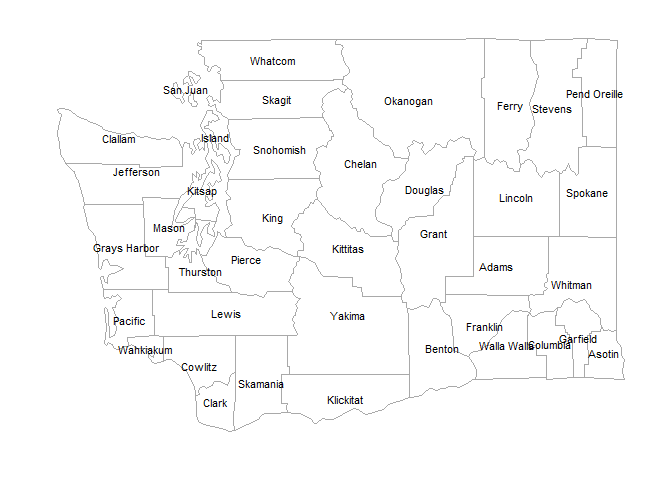 Whatcom
San Juan
Skagit
Okanogan
Ferry
Stevens
Pend Oreille
Clallam
Island
Snohomish
Jefferson
Chelan
Kitsap
Douglas
Lincoln
Spokane
King
Mason
Grant
Grays Harbor
Kittitas
Pierce
Thurston
Adams
Whitman
Pacific
Lewis
Yakima
Franklin
Wahkiakum
Benton
Walla Walla
Columbia
Garfield
Asotin
Cowlitz
Skamania
Clark
Klickitat